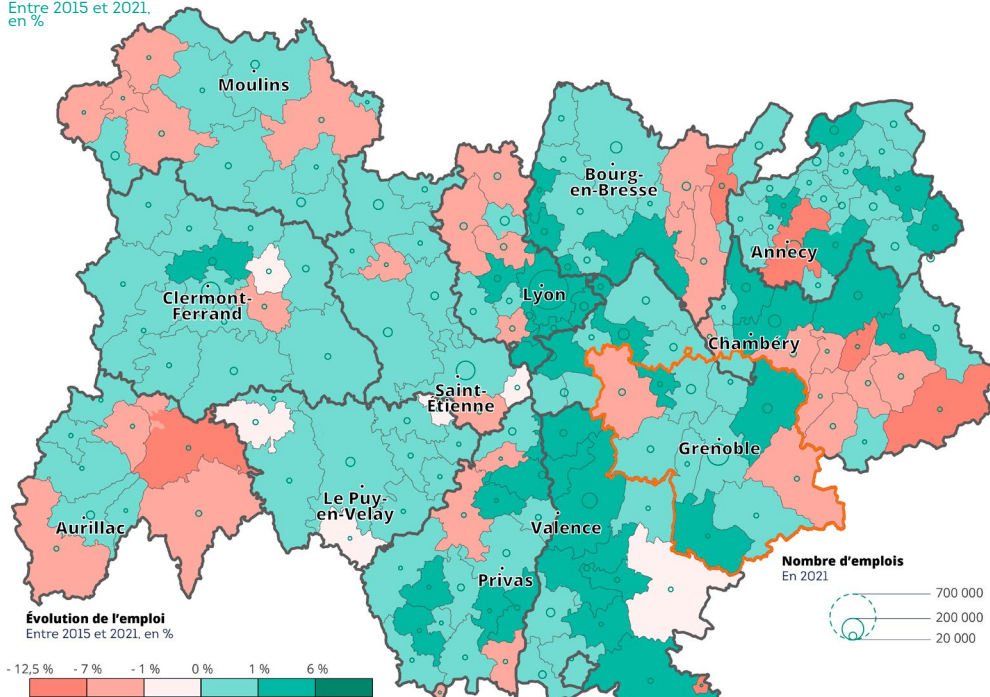 Entre 2015 et 2021,
en %
Moulins
Bourg-
en-Bresse
Annecy
Clermont-
Ferrand
Lyon
Chambéry
Saint-
Étienne
Grenoble
Le Puy-
en-Velay
Aurillac
Valence
Privas
Nombre d’emplois
En 2021
700 000
200 000
20 000
Évolution de l’emploi
Entre 2015 et 2021, en %
- 12,5 % - 7 % - 1 % 0 % 1 % 6 %